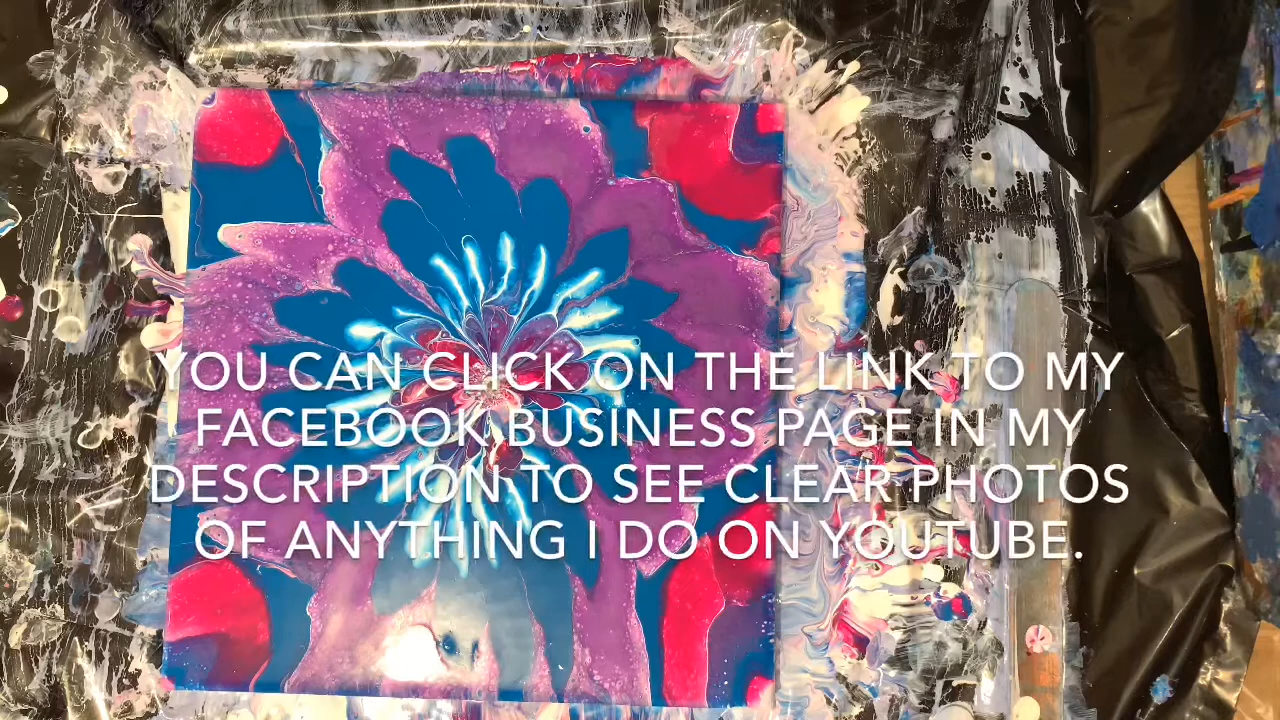 YOU CAN CLICK ON THE LINK TO MY
FACEBOOK BUSINESS PAGE IN MY
DESCRIPTION TO SEE CLEAR PHOTOS
OF ANYTHING I DO ON YOUTUBE.